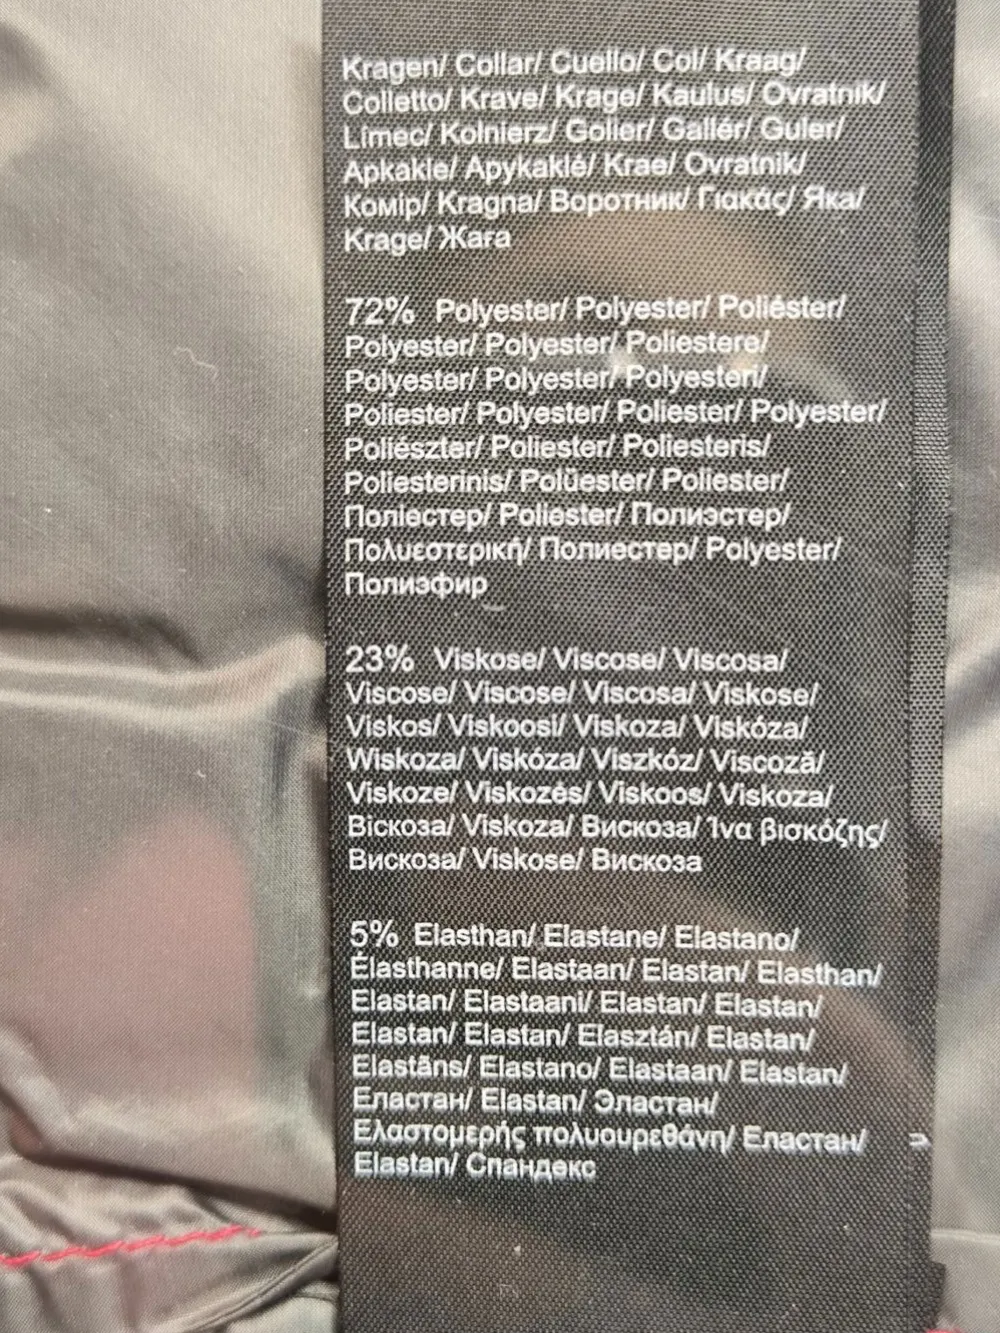 Kragen/ Collar/ Cuello/ Col/ Kraag/
Colletto/ Krave/ Krage/ Kaulus/ Ovratnik/
Límec/ Kolnierz/ Golier/ Gallér/ Guler/
Apkakle/ Apykaklé/ Krae/ Ovratnik/
Комір/ Kragna/ Воротник/ Γιακάς/ Яка/
Krage/ Жаға
72% Polyester/ Polyester/ Poliéster/
Polyester/ Polyester/ Poliestere/
Polyester/ Polyester/ Polyesteri/
Poliester/ Polyester/ Poliester/ Polyester/
Poliészter/ Poliester/ Poliesteris/
Poliesterinis/ Polüester/ Poliester/
Поліестер/ Poliester/ Полиэстер/
Πολυεστερική/ Полиестер/ Polyester/
Полиэфир
23% Viskose/ Viscose/ Viscosa/
Viscose/ Viscose/ Viscosa/ Viskose/
Viskos/ Viskoosi/ Viskoza/ Viskóza/
Wiskoza/ Viskóza/ Viszkóz/ Viscoză/
Viskoze/ Viskozés/ Viskoos/ Viskoza/
Віскоза/ Viskoza/ Вискоза/ Ίνα βισκόζης/
Вискоза/ Viskose/ Вискоза
5% Elasthan/ Elastane/ Elastano/
Élasthanne/ Elastaan/ Elastan/ Elasthan/
Elastan/ Elastaani/ Elastan/ Elastan/
Elastan/ Elastan/ Elasztán/ Elastan/
Elastāns/ Elastano/ Elastaan/ Elastan/
Еластан/ Elastan/ Эластан/
Ελαστομερής πολυουρεθάνη/ Еластан/
Elastan/ Спандекс